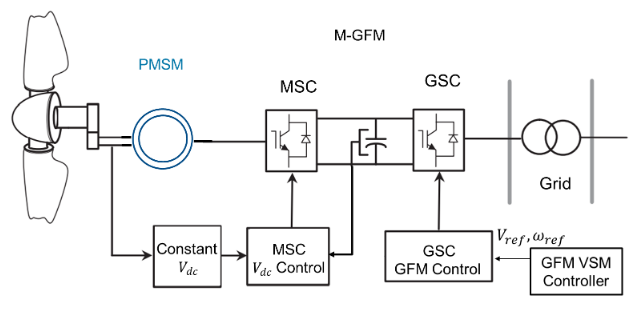 M-GFM
PMSM
MSC
GSC
Grid
Constant
V_{dc}
MSC
V_{dc} Control
GSC
GFM Control
V_{ref}, ω_{ref}
GFM VSM
Controller